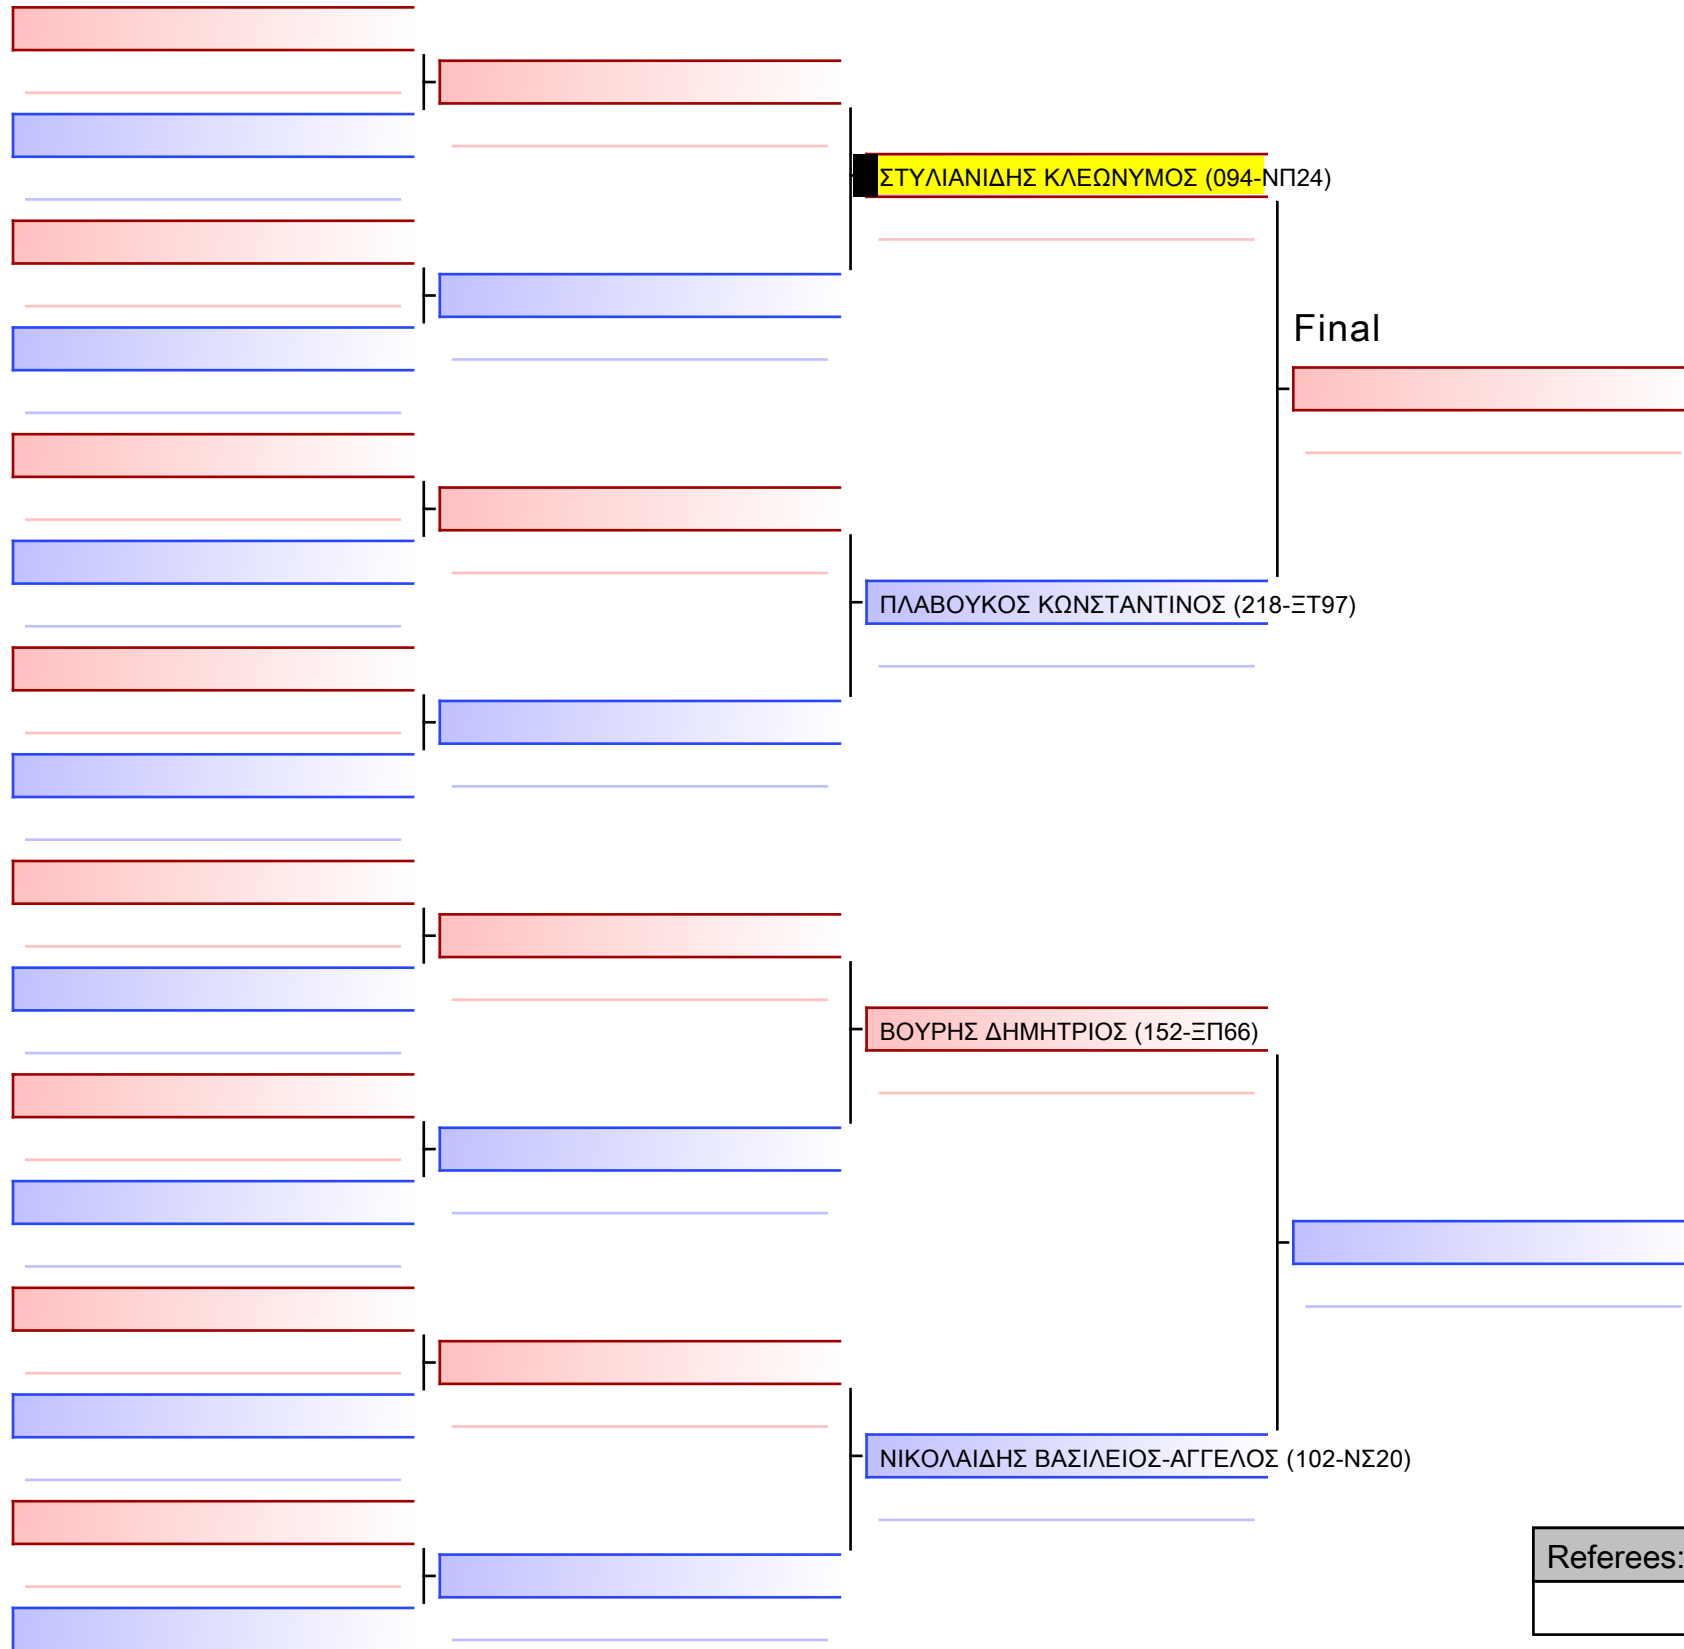 ΣΤΥΛΙΑΝΙΔΗΣ ΚΛΕΩΝΥΜΟΣ (094-ΝΠ24)
Final
ΠΛΑΒΟΥΚΟΣ ΚΩΝΣΤΑΝΤΙΝΟΣ (218-ΞΤ97)
ΒΟΥΡΗΣ ΔΗΜΗΤΡΙΟΣ (152-ΞΠ66)
ΝΙΚΟΛΑΙΔΗΣ ΒΑΣΙΛΕΙΟΣ-ΑΓΓΕΛΟΣ (102-ΝΣ20)
Referees: